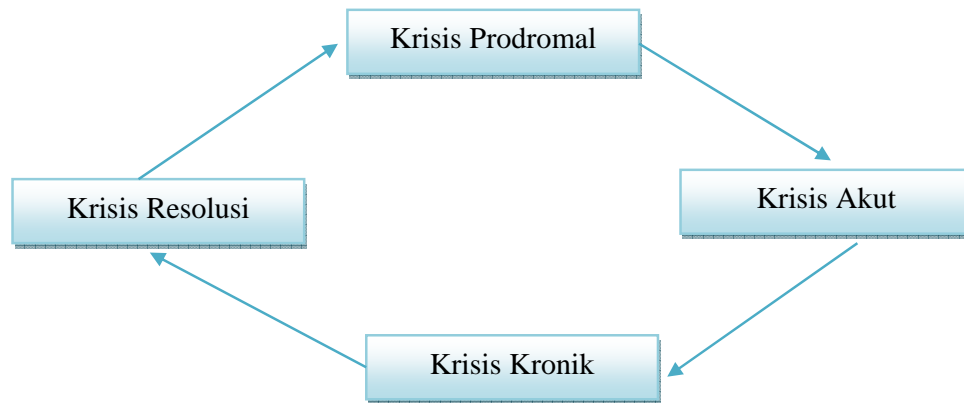 Krisis Prodromal
Krisis Akut
Krisis Resolusi
Krisis Kronik